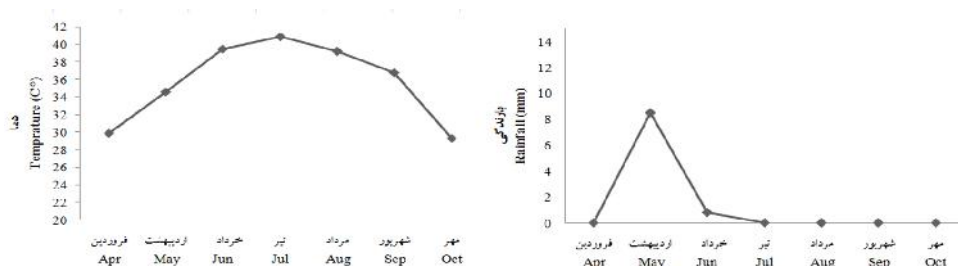 42
40
38
36
34
32
30
28
26
24
22
20
دما
Temprature (C°)
فروردین اردیبهشت خرداد تیر مرداد شهریور مهر
Apr May Jun Jul Aug Sep Oct
14
12
10
8
6
4
2
0
بارندگی
Rainfall (mm)
فروردین اردیبهشت خرداد تیر مرداد شهریور مهر
Apr May Jun Jul Aug Sep Oct